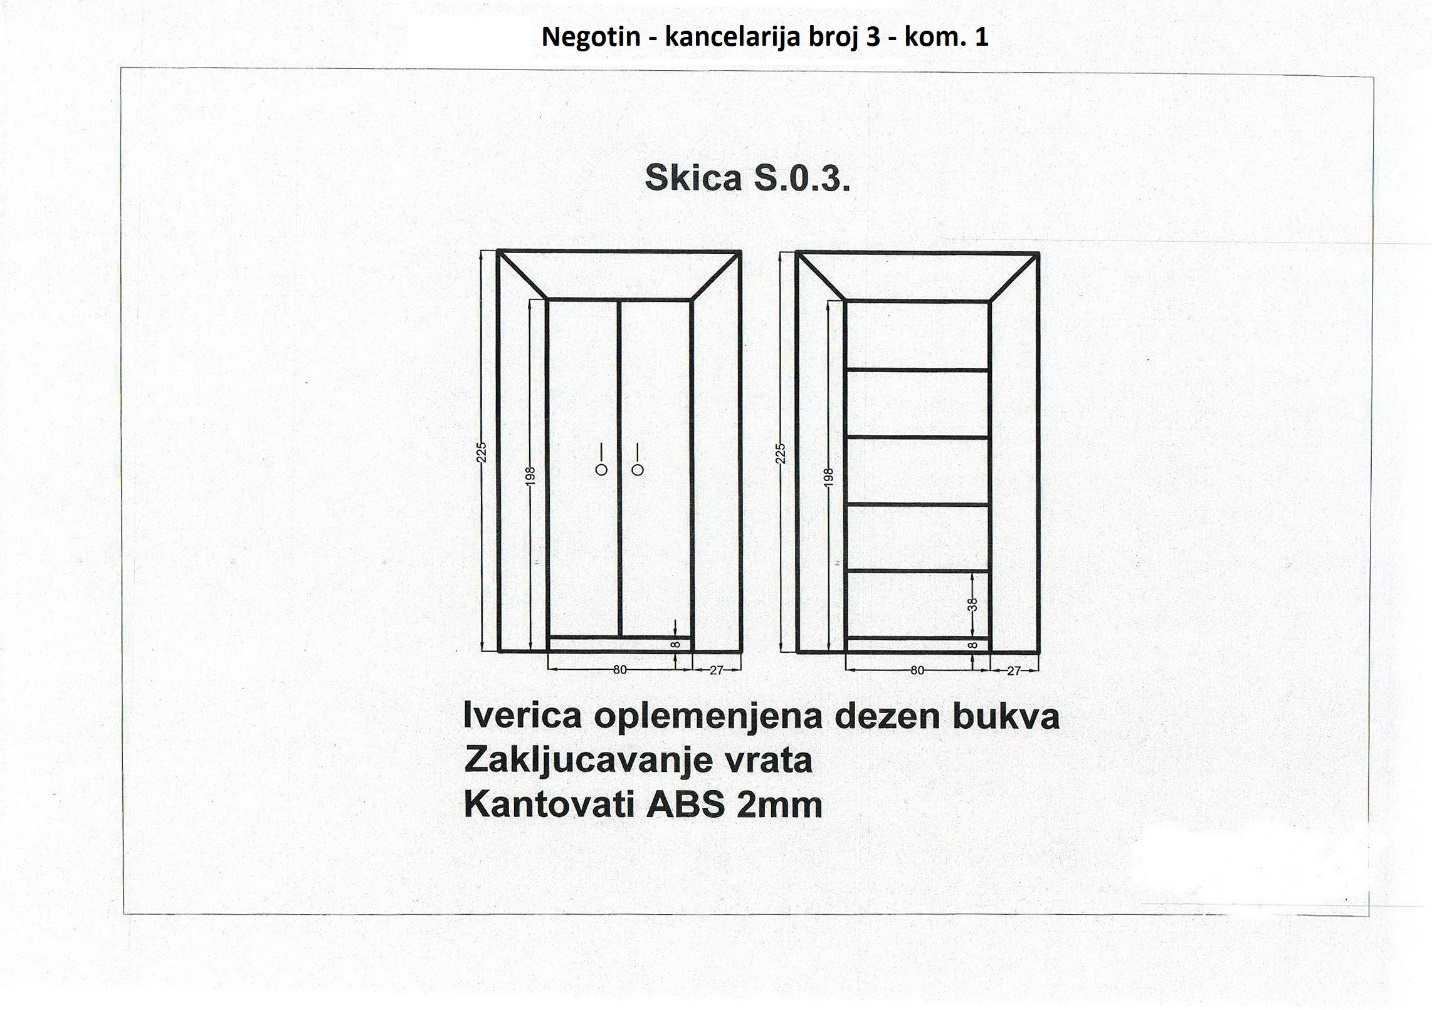 Negotin - kancelarija broj 3 - kom. 1
Skica S.0.3.
225
198
8
80
27
225
198
38
8
80
27
Iverica oplemenjena dezen bukva
Zakljucavanje vrata
Kantovati ABS 2mm